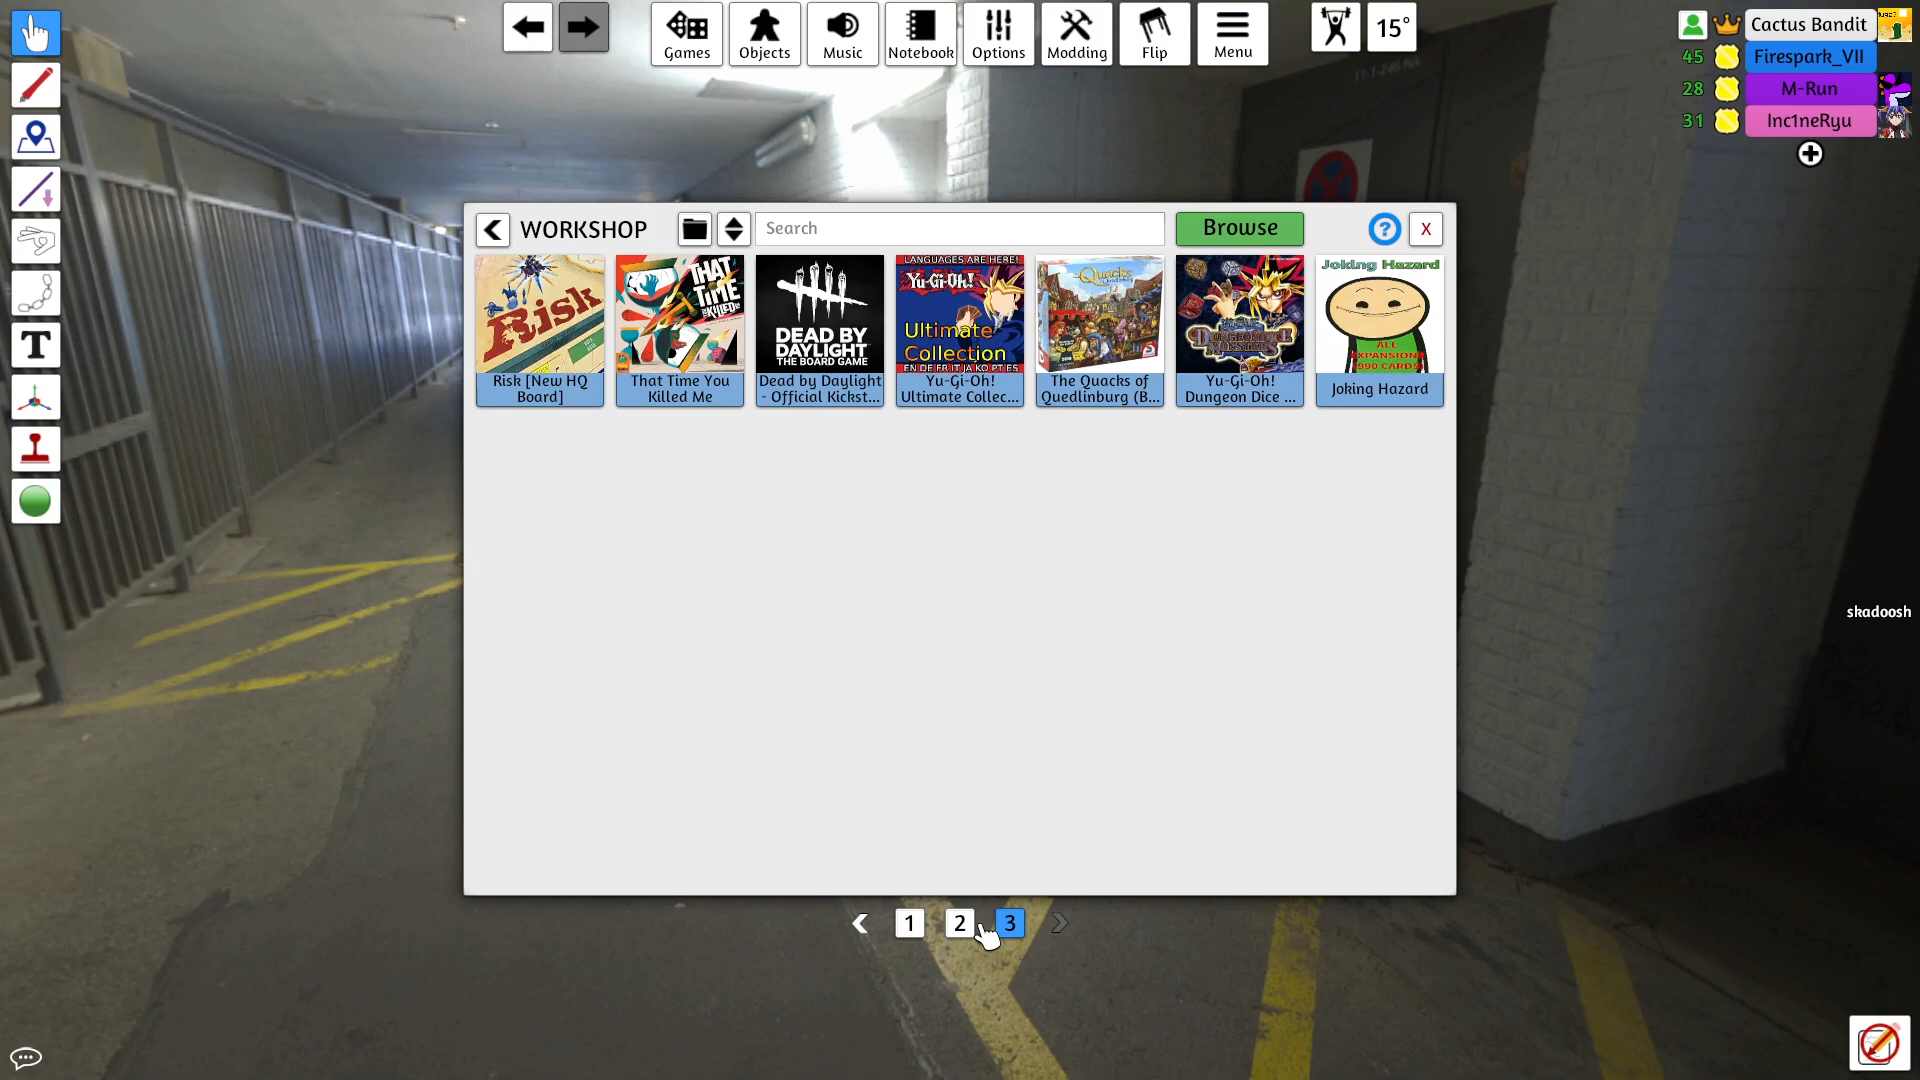 Games
Objects
Music
Notebook
Options
Modding
Flip
Menu
15°
Cactus Bandit
45
Firespark_VII
28
M-Run
31
Inc1neRyu
WORKSHOP
Search
Browse
?
X
Risk
Risk [New HQ
Board]
THAT
TIME
YOU
KILLED ME
That Time You
Killed Me
DEAD BY
DAYLIGHT
THE BOARD GAME
Dead by Daylight
- Official Kickst...
LANGUAGES ARE HERE!
Yu-Gi-Oh!
Ultimate
Collection
EN DE FR IT JA KO PT ES
Yu-Gi-Oh!
Ultimate Collec...
Quacks
Quedlinburg
The Quacks of
Quedlinburg (B...
DUNGEON DICE
MONSTERS
Yu-Gi-Oh!
Dungeon Dice ...
Joking Hazard
ALL
EXPANSIONS
990 CARDS
Joking Hazard
skadoosh
1
2
3
T